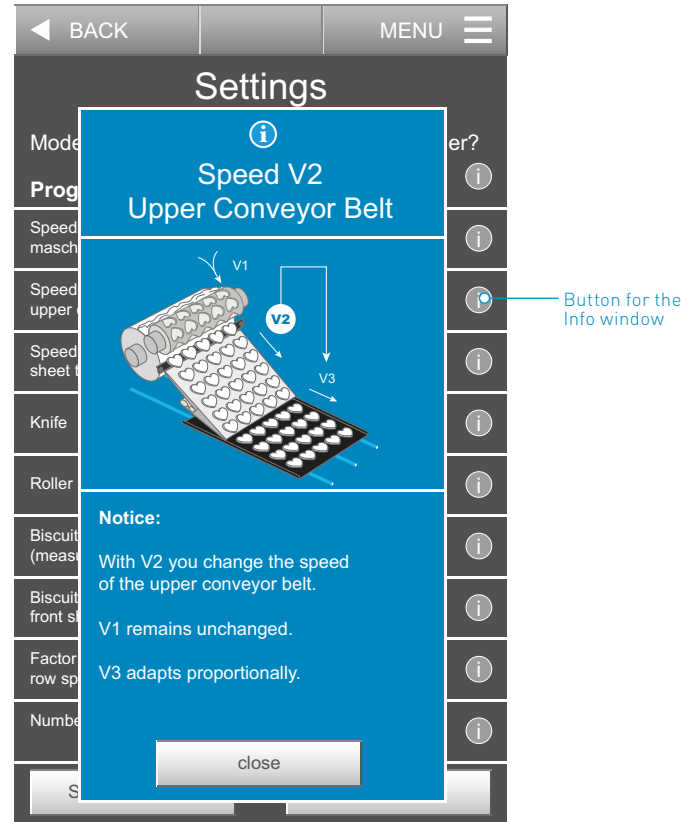 BACK
MENU
Settings
Mode
er?
Prog
Speed V2
Upper Conveyor Belt
Speed
masch
Speed
upper
Speed
sheet t
Knife
Roller
Biscuit
(measu
Biscuit
front sl
Factor
row sp
Numbe
V1
V2
V3
Notice:
With V2 you change the speed
of the upper conveyor belt.
V1 remains unchanged.
V3 adapts proportionally.
close
S
Button for the
Info window